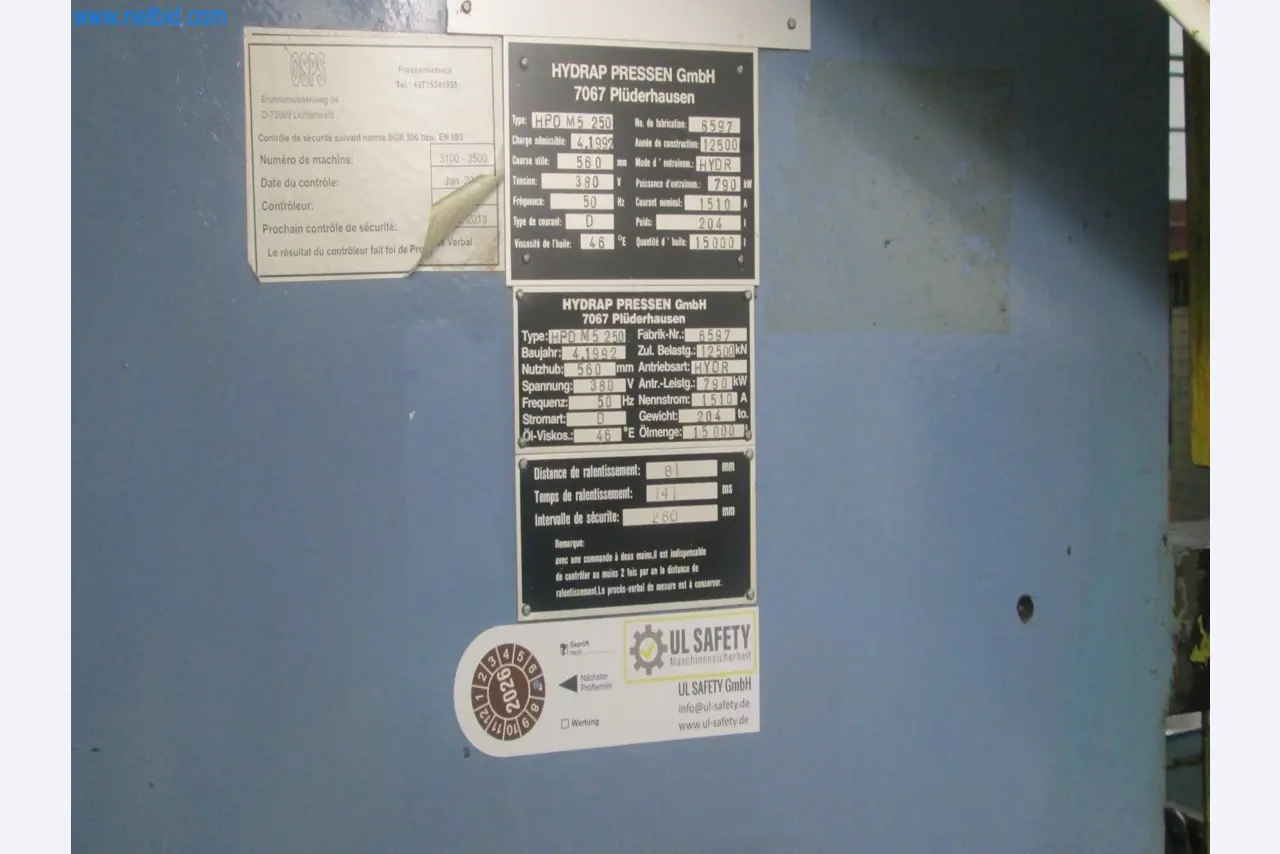 www.netbid.com
OSPS
Pressenservice
Brunnwiesenweg 34
D-73669 Lichtenwald
Contrôle de sécurité suivant norme BGR 500 bzw. EN 693
Numéro de machine: 3100 - 3500
Date du contrôle: Jan
Contrôleur:
Prochain contrôle de sécurité: 2013
Le résultat du contrôleur fait foi de Verbal
HYDRAP PRESSEN GmbH
7067 Plüderhausen
Type: HPD M5 250 No. de fabrication: 6597
Charge admissible: 4.1992 Année de construction: 12500
Course utile: 560 mm Mode d'entrainem.: HYDR
Tension: 380 V Puissance d'entrainem.: 790 kW
Fréquence: 50 Hz Courant nominal: 1510 A
Type de courant: D Poids: 204 t
Viscosité de l'huile: 46 °E Quantité d'huile: 15000 l
HYDRAP PRESSEN GmbH
7067 Plüderhausen
Type: HPD M5 250 Fabrik-Nr.: 6597
Baujahr: 4.1992 Zul. Belastg.: 12500 kN
Nutzhub: 560 mm Antriebsart: HYDR
Spannung: 380 V Antr.-Leistg.: 790 kW
Frequenz: 50 Hz Nennstrom: 1510 A
Stromart: D Gewicht: 204 to.
Öl-Viskos.: 46 °E Ölmenge: 15000 l
Distance de ralentissement: 81 mm
Temps de ralentissement: 141 ms
Intervalle de sécurite: 260 mm
Remarque:
avec une commande à deux mains,il est indispensable
de contrôler au moins 2 fois par an la distance de
ralentissement.Le procès-verbal de mesure est à conserver.
2026
1 2 3 4 5 6 8 9 10 11 12
Geprüft
nach
Nächster
Prüftermin
Wartung
UL SAFETY
Maschinensicherheit
UL SAFETY GmbH
info@ul-safety.de
www.ul-safety.de